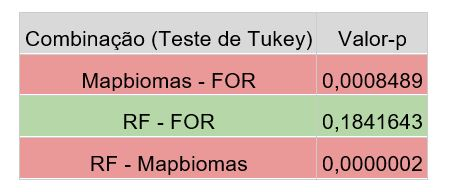 Combinação (Teste de Tukey) Valor-p
Mapbiomas - FOR 0,0008489
RF - FOR 0,1841643
RF - Mapbiomas 0,0000002